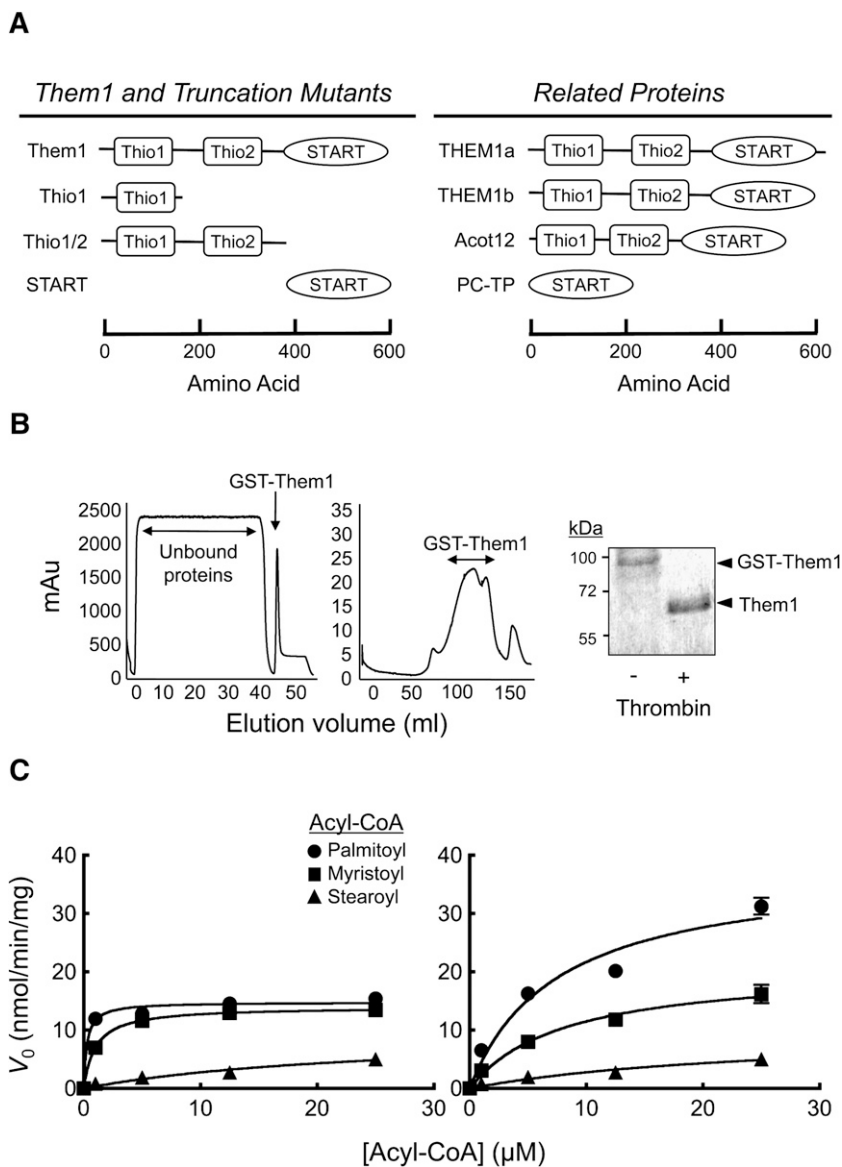 A
Them1 and Truncation Mutants
Them1 Thio1 Thio2 START
Thio1 Thio1
Thio1/2 Thio1 Thio2
START START
0 200 400 600
Amino Acid
Related Proteins
THEM1a Thio1 Thio2 START
THEM1b Thio1 Thio2 START
Acot12 Thio1 Thio2 START
PC-TP START
0 200 400 600
Amino Acid
B
mAu
2500
2000
1500
1000
500
0
GST-Them1
Unbound
proteins
0 10 20 30 40 50
35
30
25
20
15
10
5
0
GST-Them1
0 50 100 150
Elution volume (ml)
kDa
100
72
55
GST-Them1
Them1
- +
Thrombin
C
V0 (nmol/min/mg)
40
30
20
10
0
0 10 20 30
Acyl-CoA
Palmitoyl
Myristoyl
Stearoyl
40
30
20
10
0
0 10 20 30
[Acyl-CoA] (µM)